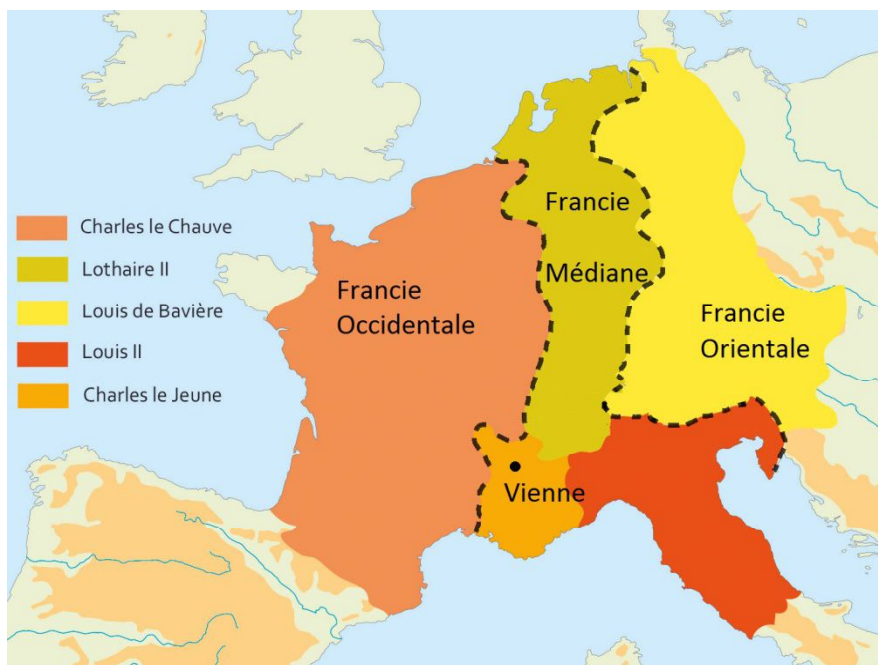 Charles le Chauve
Lothaire II
Louis de Bavière
Louis II
Charles le Jeune
Francie
Médiane
Francie
Occidentale
Francie
Orientale
Vienne